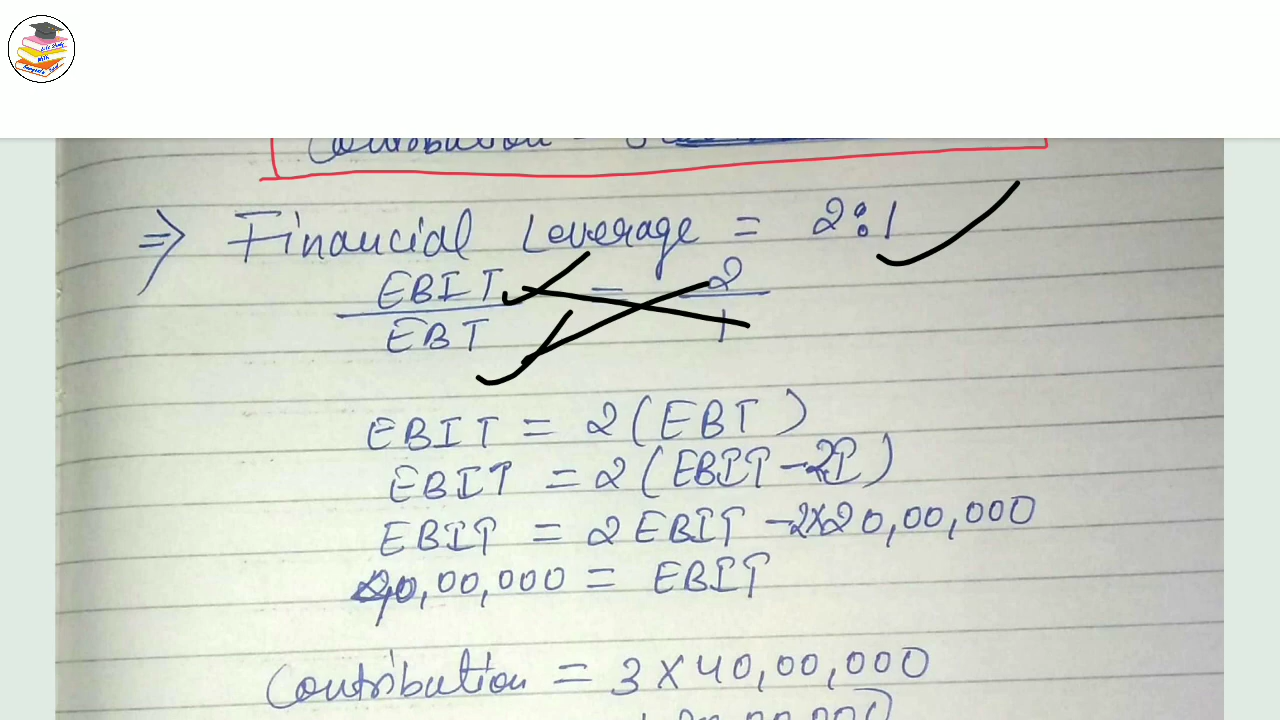 Contribution =
⇒ Financial Leverage = 2:1
EBIT/EBT = 2/1
EBIT = 2(EBT)
EBIT = 2(EBIT-2I)
EBIT = 2EBIT-2×20,00,000
40,00,000 = EBIT
Contribution = 3×40,00,000